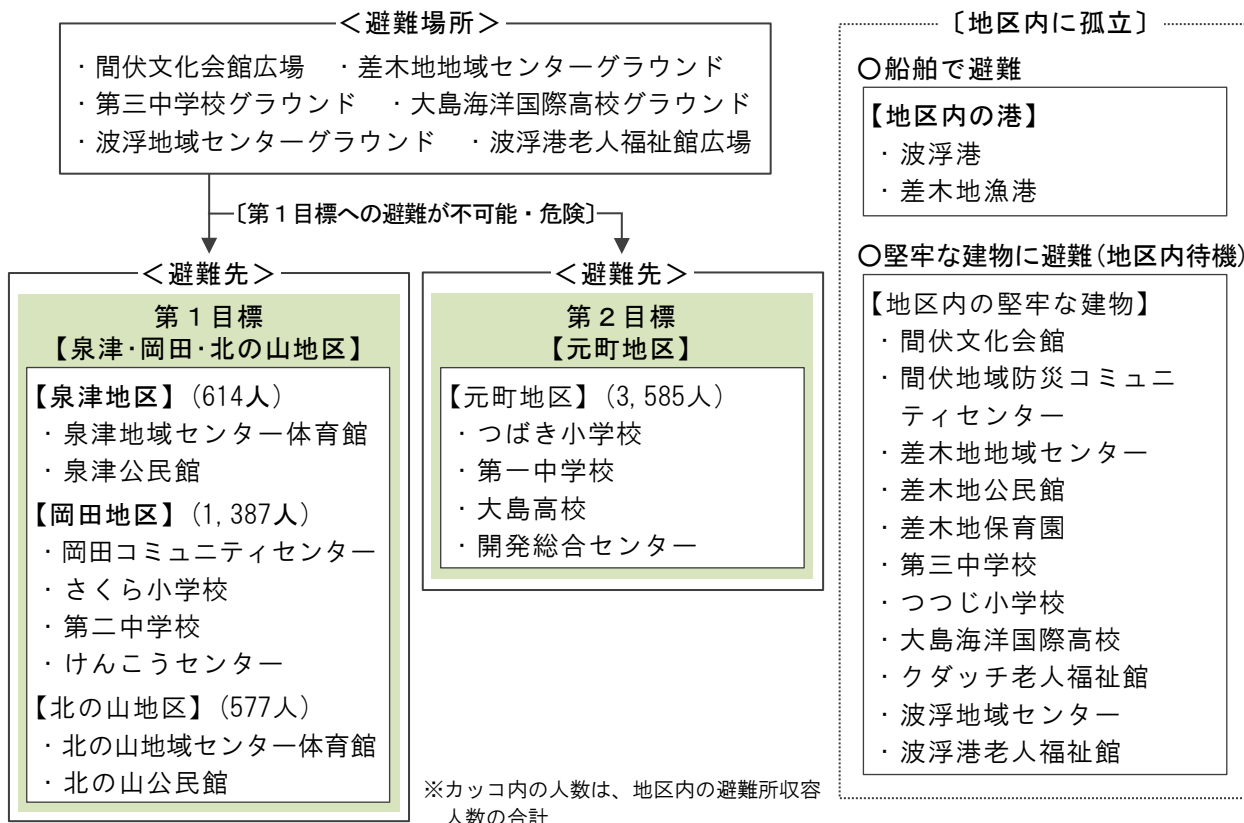 ＜避難場所＞
・間伏文化会館広場　・差木地地域センターグラウンド
・第三中学校グラウンド　・大島海洋国際高校グラウンド
・波浮地域センターグラウンド　・波浮港老人福祉館広場
〔第１目標への避難が不可能・危険〕
＜避難先＞
第１目標
【泉津・岡田・北の山地区】
【泉津地区】(614人)
・泉津地域センター体育館
・泉津公民館
【岡田地区】(1,387人)
・岡田コミュニティセンター
・さくら小学校
・第二中学校
・けんこうセンター
【北の山地区】(577人)
・北の山地域センター体育館
・北の山公民館
＜避難先＞
第２目標
【元町地区】
【元町地区】(3,585人)
・つばき小学校
・第一中学校
・大島高校
・開発総合センター
※カッコ内の人数は、地区内の避難所収容
人数の合計
〔地区内に孤立〕
○船舶で避難
【地区内の港】
・波浮港
・差木地漁港
○堅牢な建物に避難(地区内待機)
【地区内の堅牢な建物】
・間伏文化会館
・間伏地域防災コミュニ
ティセンター
・差木地地域センター
・差木地公民館
・差木地保育園
・第三中学校
・つつじ小学校
・大島海洋国際高校
・クダッチ老人福祉館
・波浮地域センター
・波浮港老人福祉館